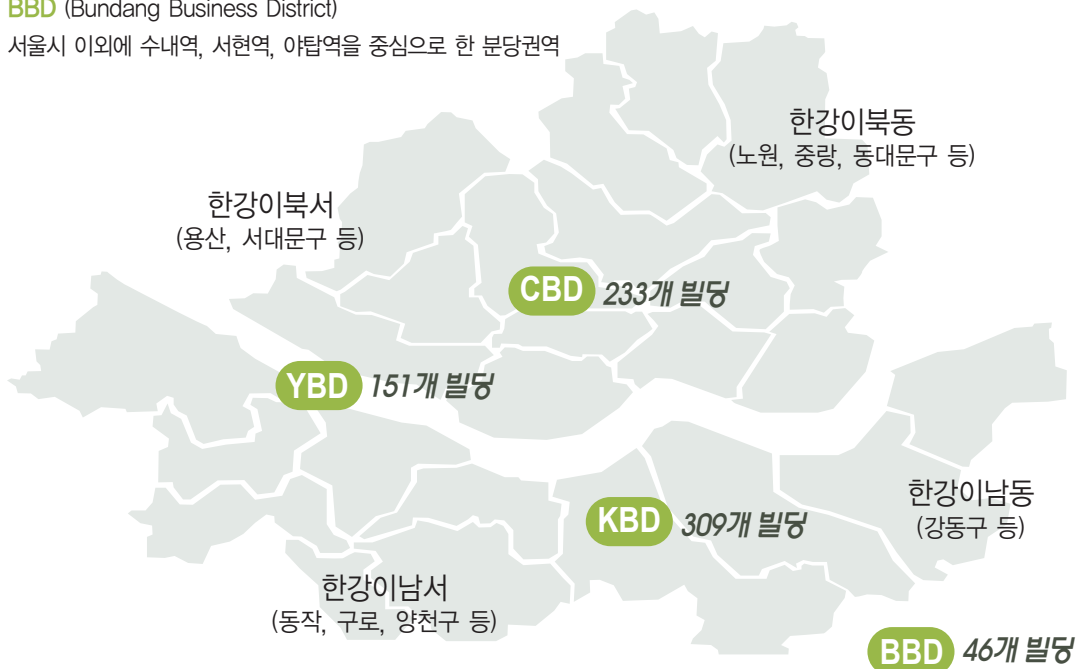 BBD (Bundang Business District)
서울시 이외에 수내역, 서현역, 야탑역을 중심으로 한 분당권역
한강이북동
(노원, 중랑, 동대문구 등)
한강이북서
(용산, 서대문구 등)
CBD 233개 빌딩
YBD 151개 빌딩
한강이남동
(강동구 등)
KBD 309개 빌딩
한강이남서
(동작, 구로, 양천구 등)
BBD 46개 빌딩